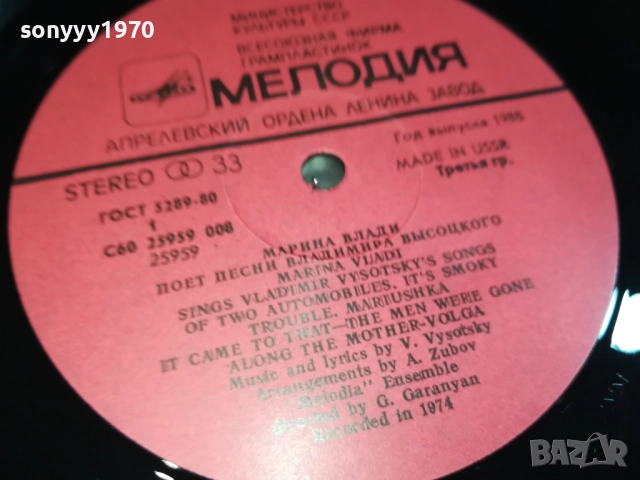 sonyyy1970
МИНИСТЕРСТВО
КУЛЬТУРЫ СССР
ВСЕСОЮЗНАЯ ФИРМА
ГРАМПЛАСТИНОК
МЕЛОДИЯ
АПРЕЛЕВСКИЙ ОРДЕНА ЛЕНИНА ЗАВОД
STEREO 33
Год выпуска 1988
MADE IN USSR
Третья гр.
ГОСТ 5289-80
1
С60 25959 008
25959
МАРИНА ВЛАДИ
ПОЕТ ПЕСНИ ВЛАДИМИРА ВЫСОЦКОГО
MARINA VLADI
SINGS VLADIMIR VYSOTSKY'S SONGS
OF TWO AUTOMOBILES. IT'S SMOKY
TROUBLE. MARIUSHKA
IT CAME TO THAT—THE MEN WERE GONE
ALONG THE MOTHER-VOLGA
Music and lyrics by V. Vysotsky
Arrangements by A. Zubov
"Melodia" Ensemble
directed by G. Garanyan
Recorded in 1974
BAZAR